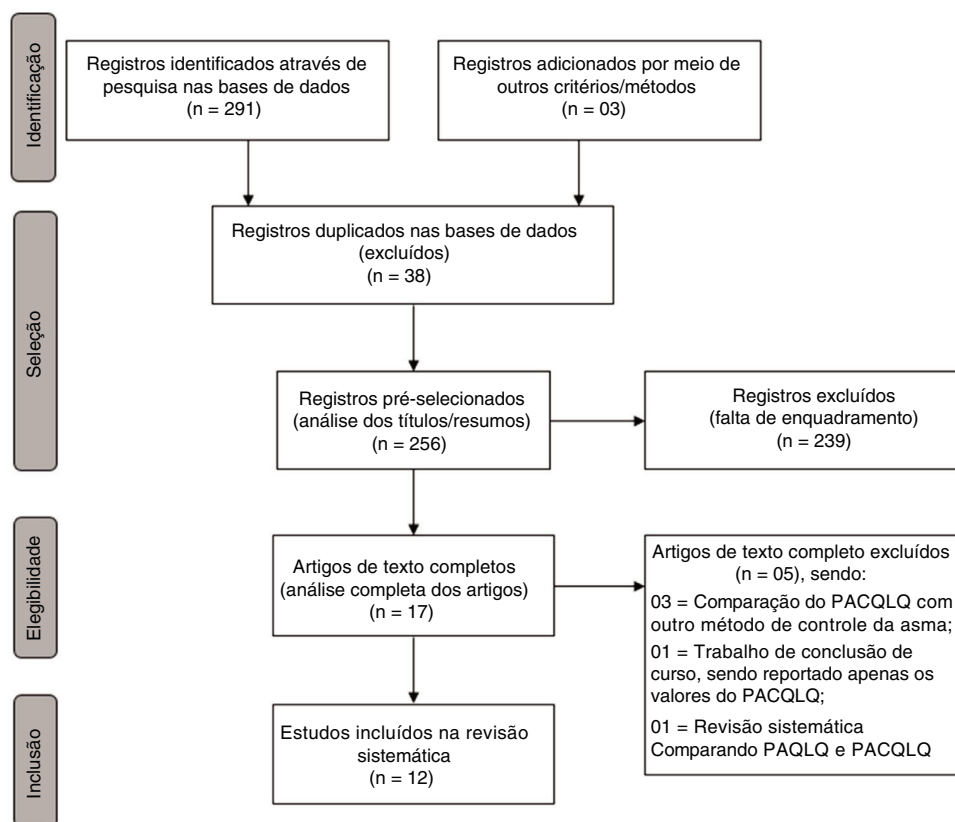 Identificação
Registros identificados através de
pesquisa nas bases de dados
(n = 291)
Registros adicionados por meio de
outros critérios/métodos
(n = 03)
Seleção
Registros duplicados nas bases de dados
(excluídos)
(n = 38)
Registros pré-selecionados
(análise dos títulos/resumos)
(n = 256)
Registros excluídos
(falta de enquadramento)
(n = 239)
Elegibilidade
Artigos de texto completos
(análise completa dos artigos)
n = 17)
Artigos de texto completo excluídos
(n = 05), sendo:
03 = Comparação do PACQLQ com
outro método de controle da asma;
01 = Trabalho de conclusão de
curso, sendo reportado apenas os
valores do PACQLQ;
01 = Revisão sistemática
Comparando PAQLQ e PACQLQ
Inclusão
Estudos incluídos na revisão
sistemática
(n = 12)